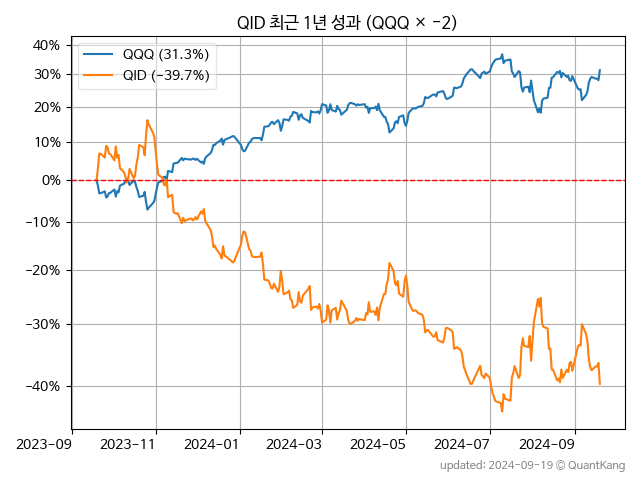 QID 최근 1년 성과 (QQQ × −2)
QQQ (31.3%)
QID (−39.7%)
40%
30%
20%
10%
0%
−10%
−20%
−30%
−40%
2023-09 2023-11 2024-01 2024-03 2024-05 2024-07 2024-09
updated: 2024-09-19 © QuantKang